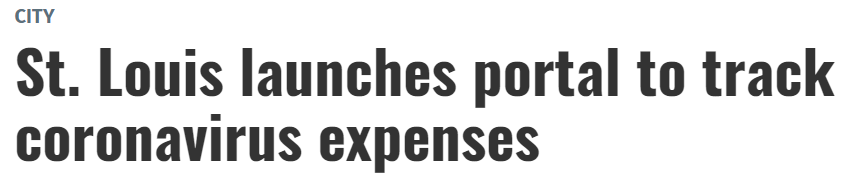 CITY
St. Louis launches portal to track
coronavirus expenses